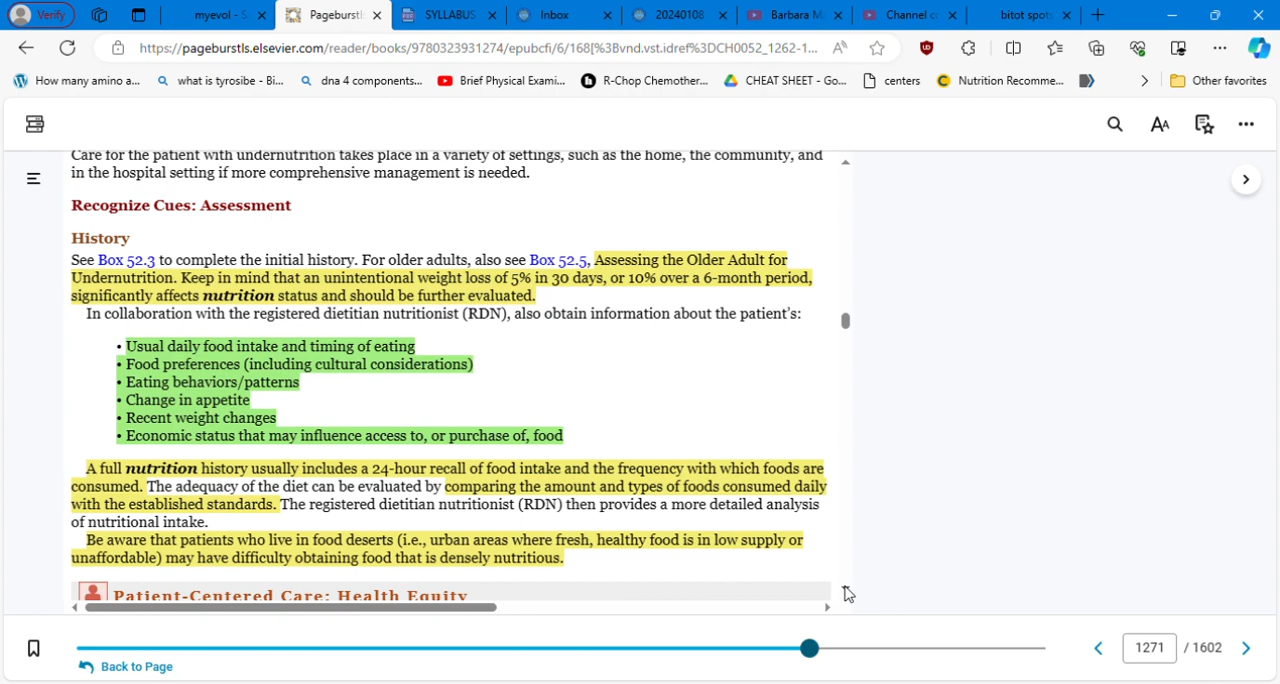 Verify
myevol - S
Pageburstl
SYLLABUS
Inbox
20240108
Barbara M
Channel c
bitot spots
https://pageburstls.elsevier.com/reader/books/9780323931274/epubcfi/6/168[%3Bvnd.vst.idref%3DCH0052_1262-1...
How many amino a...
what is tyrosibe - Bi...
dna 4 components...
Brief Physical Exami...
R-Chop Chemother...
CHEAT SHEET - Go...
centers
Nutrition Recomme...
Other favorites
Care for the patient with undernutrition takes place in a variety of settings, such as the home, the community, and
in the hospital setting if more comprehensive management is needed.
Recognize Cues: Assessment
History
See Box 52.3 to complete the initial history. For older adults, also see Box 52.5, Assessing the Older Adult for
Undernutrition. Keep in mind that an unintentional weight loss of 5% in 30 days, or 10% over a 6-month period,
significantly affects nutrition status and should be further evaluated.
In collaboration with the registered dietitian nutritionist (RDN), also obtain information about the patient's:
• Usual daily food intake and timing of eating
• Food preferences (including cultural considerations)
• Eating behaviors/patterns
• Change in appetite
• Recent weight changes
• Economic status that may influence access to, or purchase of, food
A full nutrition history usually includes a 24-hour recall of food intake and the frequency with which foods are
consumed. The adequacy of the diet can be evaluated by comparing the amount and types of foods consumed daily
with the established standards. The registered dietitian nutritionist (RDN) then provides a more detailed analysis
of nutritional intake.
Be aware that patients who live in food deserts (i.e., urban areas where fresh, healthy food is in low supply or
unaffordable) may have difficulty obtaining food that is densely nutritious.
Patient-Centered Care: Health Equity
1271 / 1602
Back to Page